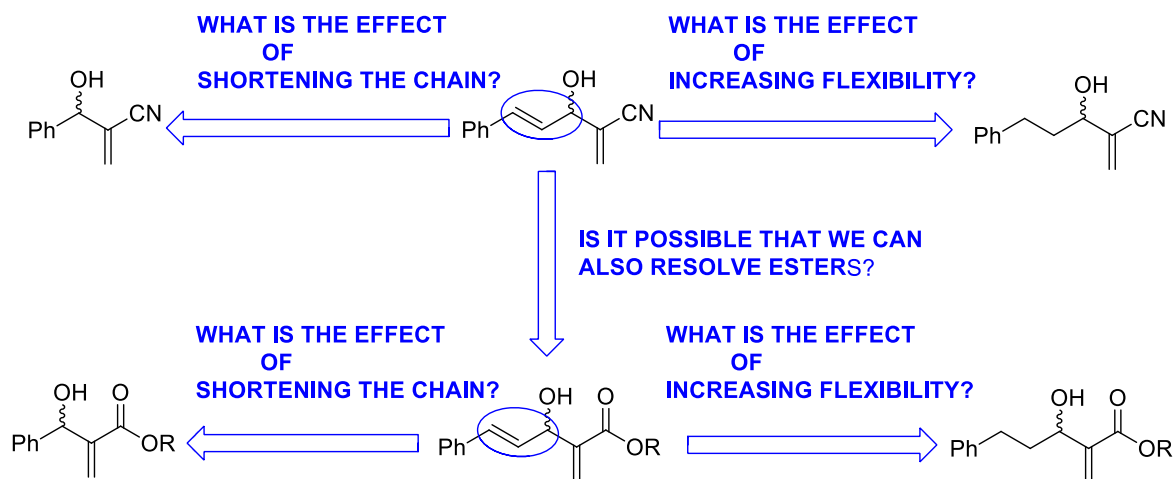 WHAT IS THE EFFECT
OF
SHORTENING THE CHAIN?
WHAT IS THE EFFECT
OF
INCREASING FLEXIBILITY?
OH
Ph
CN
OH
Ph
CN
OH
Ph
CN
IS IT POSSIBLE THAT WE CAN
ALSO RESOLVE ESTERS?
WHAT IS THE EFFECT
OF
SHORTENING THE CHAIN?
WHAT IS THE EFFECT
OF
INCREASING FLEXIBILITY?
OH
O
Ph
OR
OH
O
Ph
OR
OH
O
Ph
OR